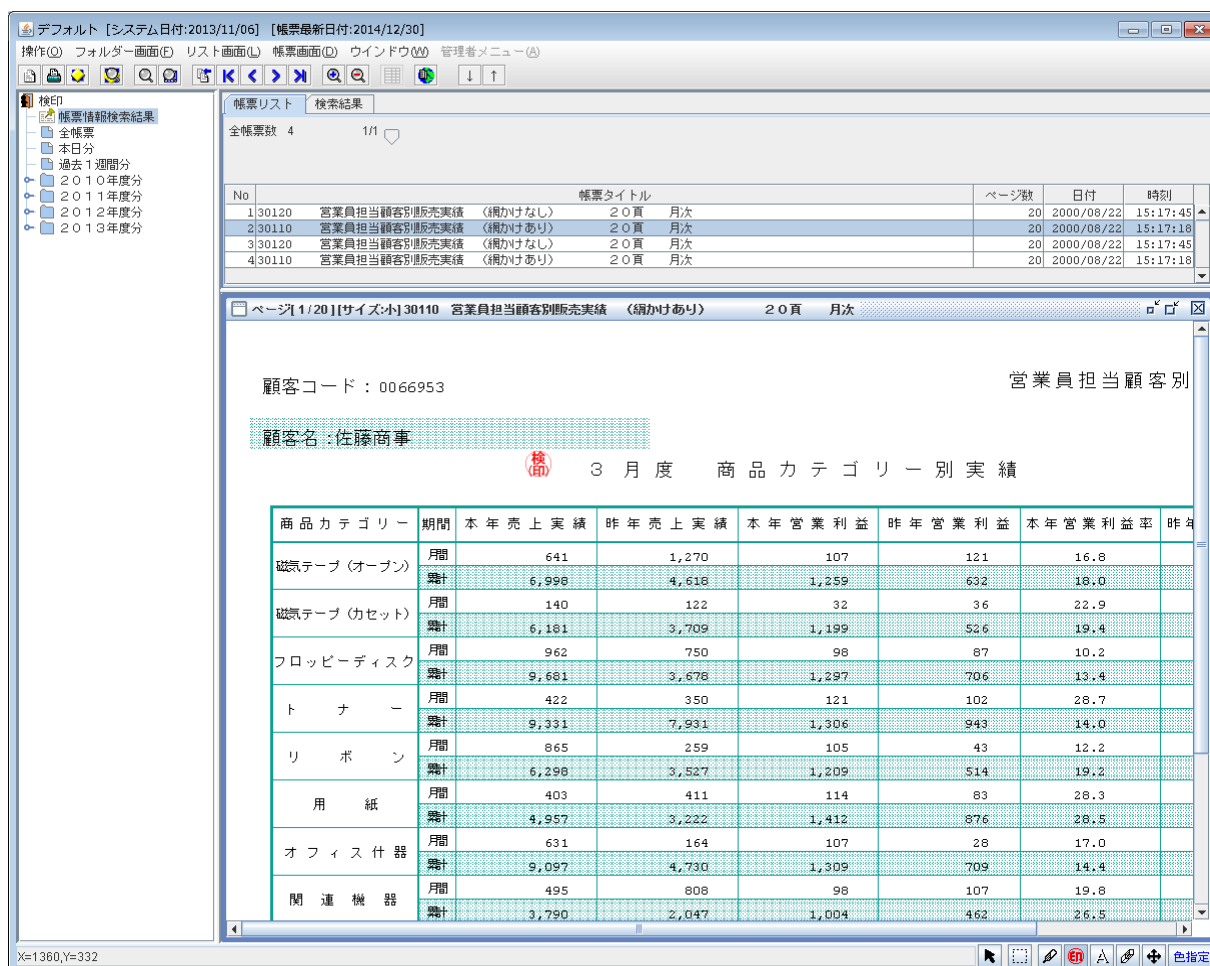 デフォルト [システム日付:2013/11/06] [帳票最新日付:2014/12/30]
操作(O) フォルダー画面(F) リスト画面(L) 帳票画面(D) ウインドウ(W) 管理者メニュー(A)
検印
帳票情報検索結果
全帳票
本日分
過去1週間分
2010年度分
2011年度分
2012年度分
2013年度分
帳票リスト 検索結果
全帳票数 4 1/1
No 帳票タイトル ページ数 日付 時刻
1 30120 営業員担当顧客別販売実績 (網かけなし) 20頁 月次 20 2000/08/22 15:17:45
2 30110 営業員担当顧客別販売実績 (網かけあり) 20頁 月次 20 2000/08/22 15:17:18
3 30120 営業員担当顧客別販売実績 (網かけなし) 20頁 月次 20 2000/08/22 15:17:45
4 30110 営業員担当顧客別販売実績 (網かけあり) 20頁 月次 20 2000/08/22 15:17:18
ページ[1/20][サイズ:小]30110 営業員担当顧客別販売実績 (網かけあり) 20頁 月次
顧客コード:0066953 営業員担当顧客別
顧客名:佐藤商事
検印 3月度 商品カテゴリー別実績
商品カテゴリー 期間 本年売上実績 昨年売上実績 本年営業利益 昨年営業利益 本年営業利益率 昨年
磁気テープ(オープン) 月間 641 1,270 107 121 16.8
累計 6,998 4,618 1,259 632 18.0
磁気テープ(カセット) 月間 140 122 32 36 22.9
累計 6,181 3,709 1,199 526 19.4
フロッピーディスク 月間 962 750 98 87 10.2
累計 9,681 3,678 1,297 706 13.4
トナー 月間 422 350 121 102 28.7
累計 9,331 7,931 1,306 943 14.0
リボン 月間 865 259 105 43 12.2
累計 6,298 3,527 1,209 514 19.2
用紙 月間 403 411 114 83 28.3
累計 4,957 3,222 1,412 876 28.5
オフィス什器 月間 631 164 107 28 17.0
累計 9,097 4,730 1,309 709 14.4
関連機器 月間 495 808 98 107 19.8
累計 3,790 2,047 1,004 462 26.5
X=1360,Y=332 印 A 色指定